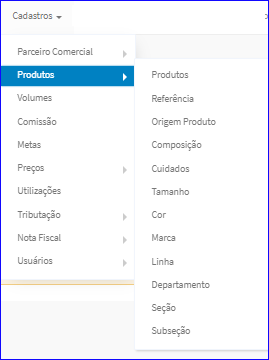 Cadastros
Parceiro Comercial
Produtos
Volumes
Comissão
Metas
Preços
Utilizações
Tributação
Nota Fiscal
Usuários
Produtos
Referência
Origem Produto
Composição
Cuidados
Tamanho
Cor
Marca
Linha
Departamento
Seção
Subseção